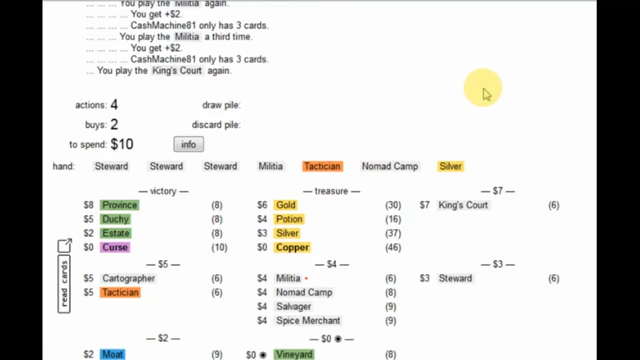 ... ... ... You play the Militia again.
... ... ... ... You get +$2.
... ... ... ... CashMachine81 only has 3 cards.
... ... ... You play the Militia a third time.
... ... ... ... You get +$2.
... ... ... ... CashMachine81 only has 3 cards.
... You play the King's Court again.
actions: 4 draw pile:
buys: 2 discard pile:
to spend: $10 info
hand: Steward Steward Steward Militia Tactician Nomad Camp Silver
— victory — — treasure — — $7 —
$8 Province (8) $6 Gold (30) $7 King's Court (6)
$5 Duchy (8) $4 Potion (16)
$2 Estate (8) $3 Silver (37)
$0 Curse (10) $0 Copper (46)
— $5 — — $4 — — $3 —
$5 Cartographer (6) $4 Militia • (6) $3 Steward (6)
$5 Tactician (6) $4 Nomad Camp (8)
$4 Salvager (9)
$4 Spice Merchant (9)
read cards
— $2 — — $0 ◉ —
$2 Moat (9) $0 ◉ Vineyard (8)